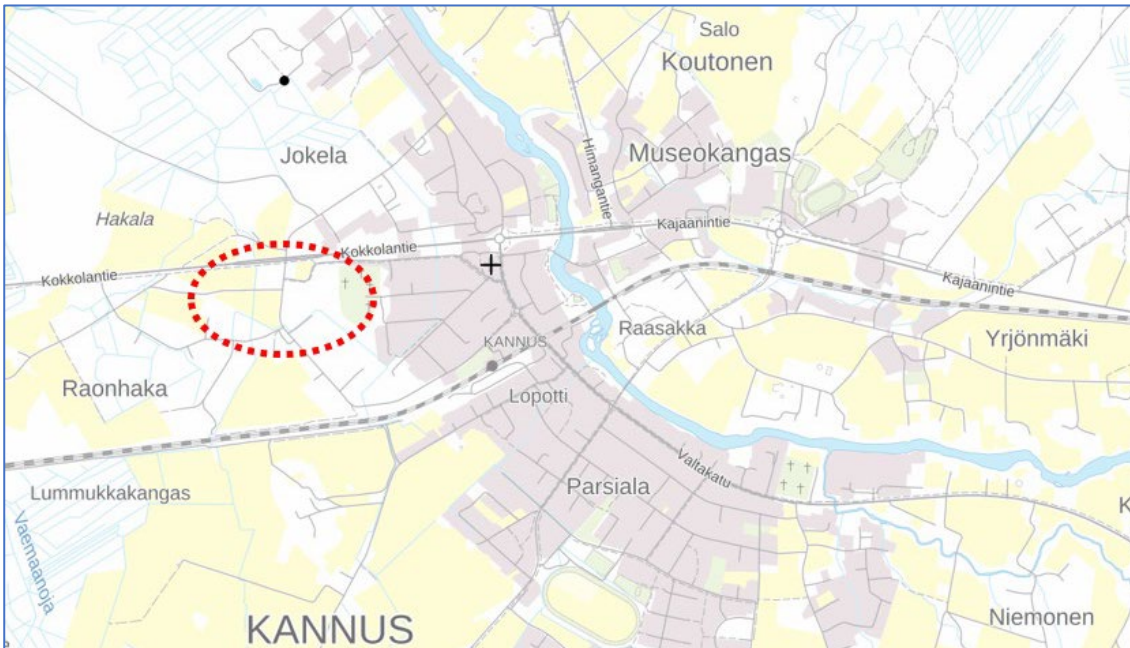 Salo
Koutonen
Jokela
Himangantie
Museokangas
Hakala
Kokkolantie
Kajaanintie
Kokkolantie
Kajaanintie
Raasakka
Yrjönmäki
KANNUS
Raonhaka
Lopotti
Valtakatu
Parsiala
Lummukkakangas
Vaemaanoja
K
Niemonen
KANNUS